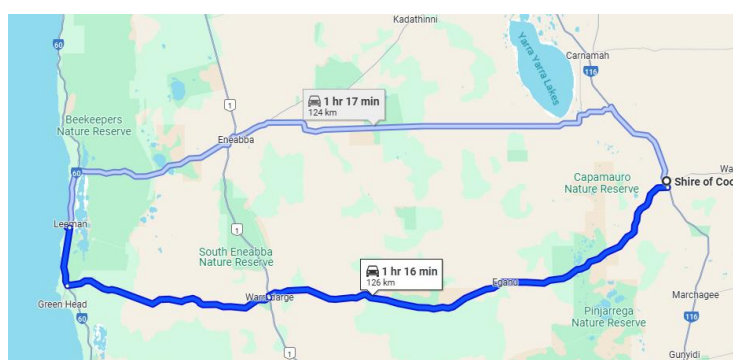 Kadathinni
60
Yarra Yarra Lakes
Carnamah
116
1 hr 17 min
124 km
1
Beekeepers
Nature Reserve
Eneabba
60
Capamauro
Nature Reserve
Shire of Coo
Leeman
1
South Eneabba
Nature Reserve
1 hr 16 min
126 km
Eganu
Green Head
60
Marchagee
Pinjarrega
Nature Reserve
116
1
Gunyidi